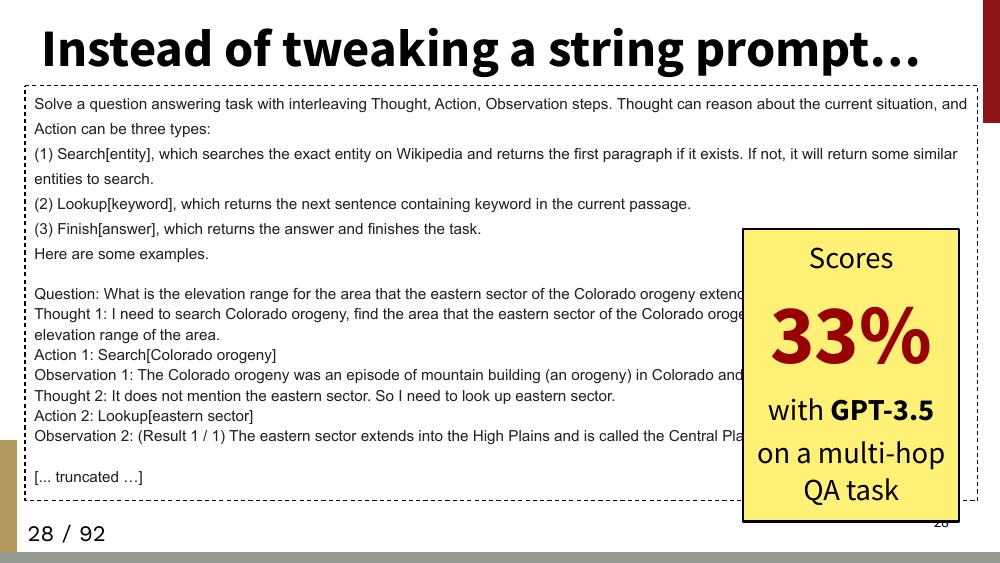 Instead of tweaking a string prompt…
Solve a question answering task with interleaving Thought, Action, Observation steps. Thought can reason about the current situation, and
Action can be three types:
(1) Search[entity], which searches the exact entity on Wikipedia and returns the first paragraph if it exists. If not, it will return some similar
entities to search.
(2) Lookup[keyword], which returns the next sentence containing keyword in the current passage.
(3) Finish[answer], which returns the answer and finishes the task.
Here are some examples.
Question: What is the elevation range for the area that the eastern sector of the Colorado orogeny
Thought 1: I need to search Colorado orogeny, find the area that the eastern sector of the Colorado
elevation range of the area.
Action 1: Search[Colorado orogeny]
Observation 1: The Colorado orogeny was an episode of mountain building (an orogeny) in Colorado and
Thought 2: It does not mention the eastern sector. So I need to look up eastern sector.
Action 2: Lookup[eastern sector]
Observation 2: (Result 1 / 1) The eastern sector extends into the High Plains and is called the Central
[... truncated …]
Scores
33%
with GPT-3.5
on a multi-hop
QA task
28 / 92